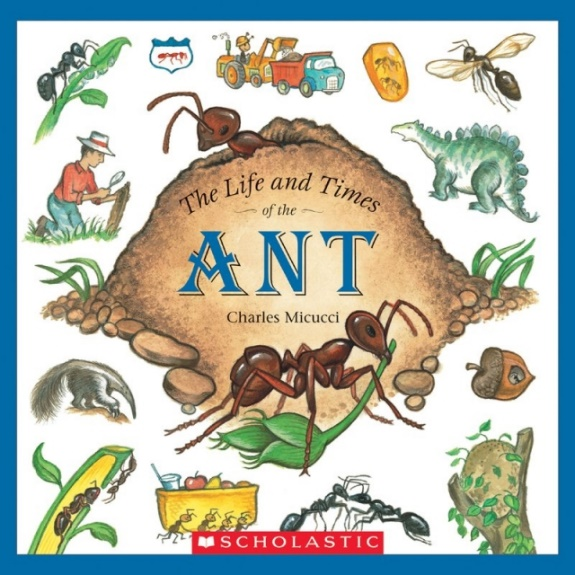 The Life and Times
of the
ANT
Charles Micucci
SCHOLASTIC